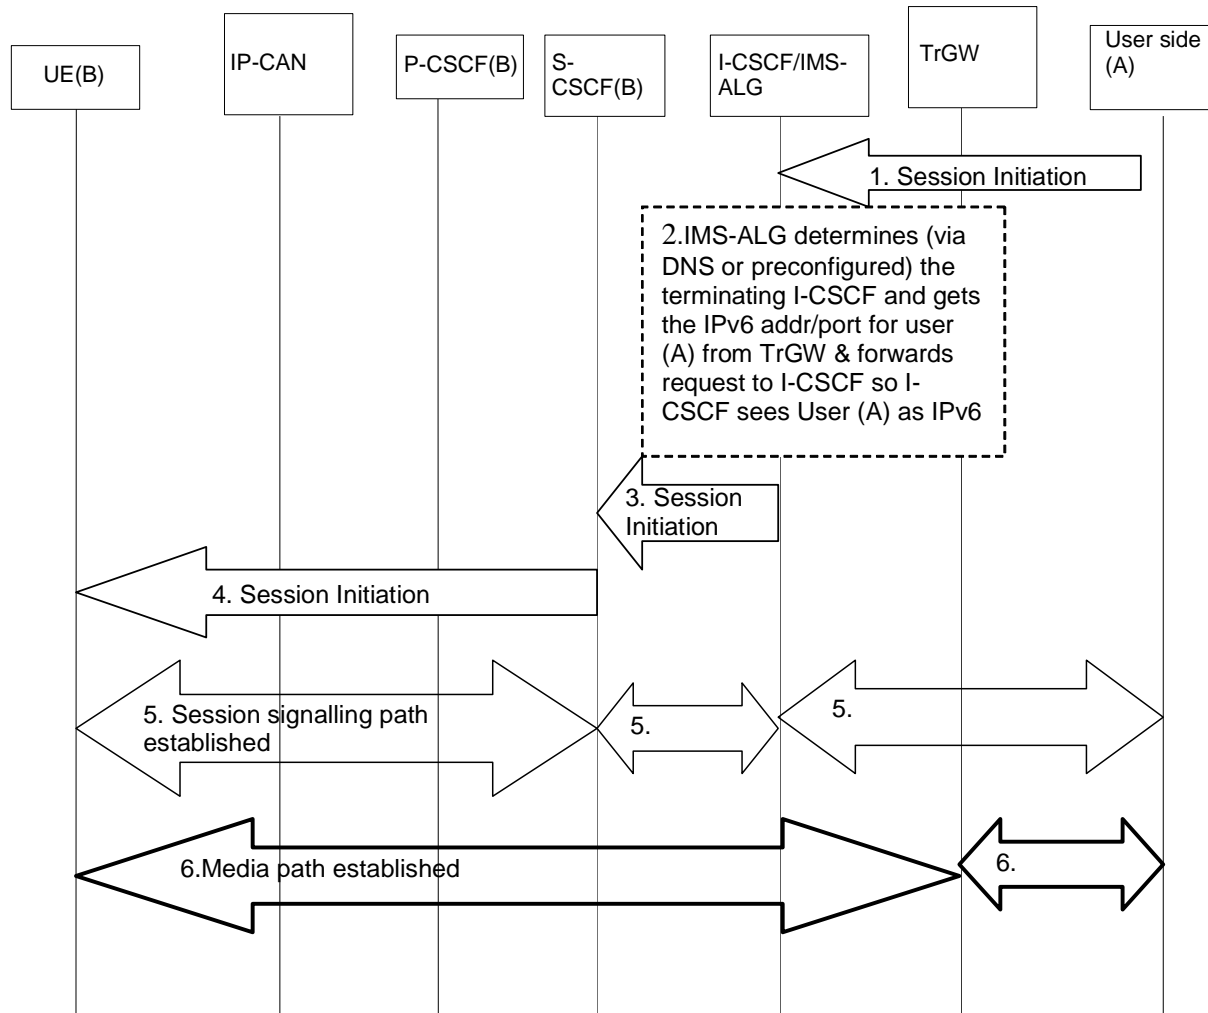 UE(B)
IP-CAN
P-CSCF(B)
S-
CSCF(B)
I-CSCF/IMS-
ALG
TrGW
User side
(A)
1. Session Initiation
2.IMS-ALG determines (via
DNS or preconfigured) the
terminating I-CSCF and gets
the IPv6 addr/port for user
(A) from TrGW & forwards
request to I-CSCF so I-
CSCF sees User (A) as IPv6
3. Session
Initiation
4. Session Initiation
5. Session signalling path
established
5.
5.
6.Media path established
6.